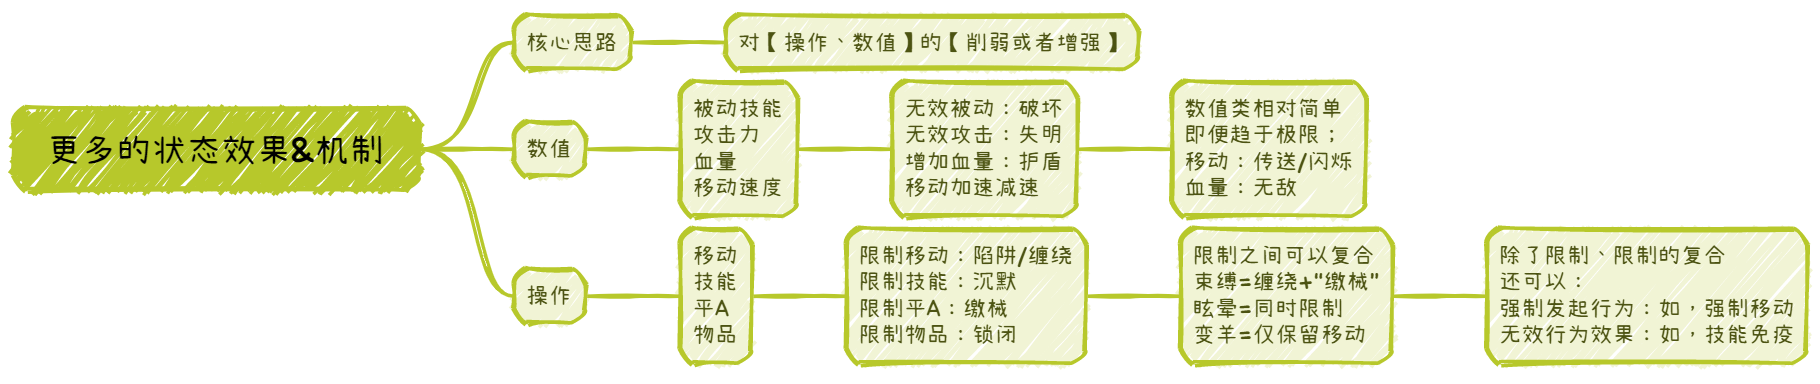 更多的状态效果&机制
核心思路
对【操作、数值】的【削弱或者增强】
数值
被动技能
攻击力
血量
移动速度
无效被动：破坏
无效攻击：失明
增加血量：护盾
移动加速减速
数值类相对简单
即便趋于极限；
移动：传送/闪烁
血量：无敌
操作
移动
技能
平A
物品
限制移动：陷阱/缠绕
限制技能：沉默
限制平A：缴械
限制物品：锁闭
限制之间可以复合
束缚=缠绕+"缴械"
眩晕=同时限制
变羊=仅保留移动
除了限制、限制的复合
还可以：
强制发起行为：如，强制移动
无效行为效果：如，技能免疫